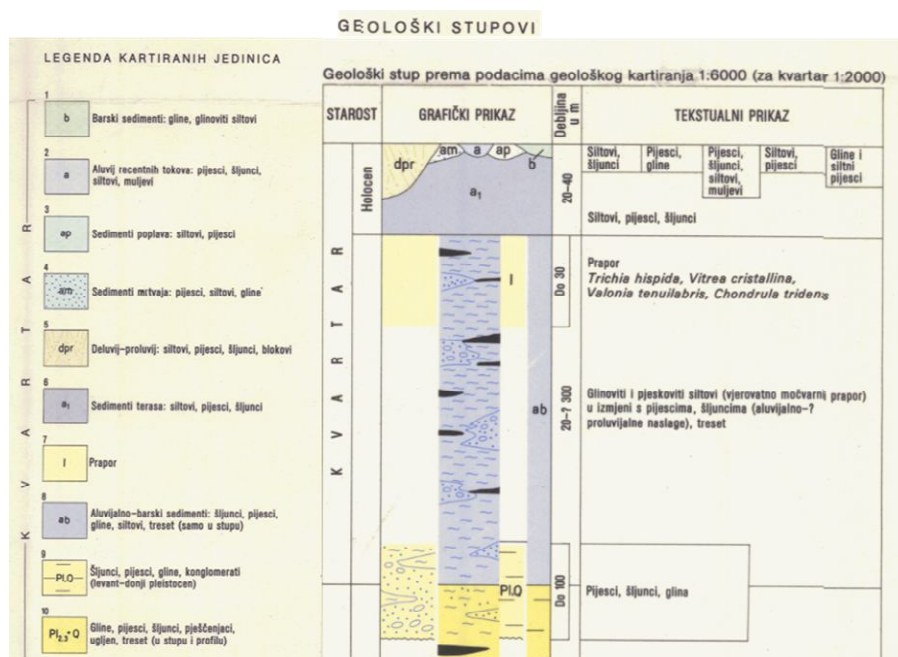 GEOLOŠKI STUPOVI
LEGENDA KARTIRANIH JEDINICA
KVARTAR
1
b
Barski sedimenti: gline, glinoviti siltovi
2
a
Aluvij recentnih tokova: pijesci, šljunci,
siltovi, muljevi
3
ap
Sedimenti poplava: siltovi, pijesci
4
am
Sedimenti mrtvaja: pijesci, siltovi, gline
5
dpr
Deluvij-proluvij: siltovi, pijesci, šljunci, blokovi
6
a1
Sedimenti terasa: siltovi, pijesci, šljunci
7
l
Prapor
8
ab
Aluvijalno-barski sedimenti: šljunci, pijesci,
gline, siltovi, treset (samo u stupu)
9
Pl.Q
Šljunci, pijesci, gline, konglomerati
(levant-donji pleistocen)
10
Pl2,3+Q
Gline, pijesci, šljunci, pješčenjaci,
ugljen, treset (u stupu i profilu)
Geološki stup prema podacima geološkog kartiranja 1:6000 (za kvartar 1:2000)
STAROST
GRAFIČKI PRIKAZ
Debljina
u m
TEKSTUALNI PRIKAZ
KVARTAR
Holocen
dpr
am
a
ap
b
a1
20-40
Siltovi,
šljunci
Pijesci,
gline
Pijesci,
šljunci,
siltovi,
muljevi
Siltovi,
pijesci
Gline i
siltni
pijesci
Siltovi, pijesci, šljunci
l
Do 30
Prapor
Trichia hispida, Vitrea cristallina,
Valonia tenuilabris, Chondrula tridens
ab
20-? 300
Glinoviti i pjeskoviti siltovi (vjerovatno močvarni prapor)
u izmjeni s pijescima, šljuncima (aluvijalno-?
proluvijalne naslage), treset
Pl.Q
Do 100
Pijesci, šljunci, glina